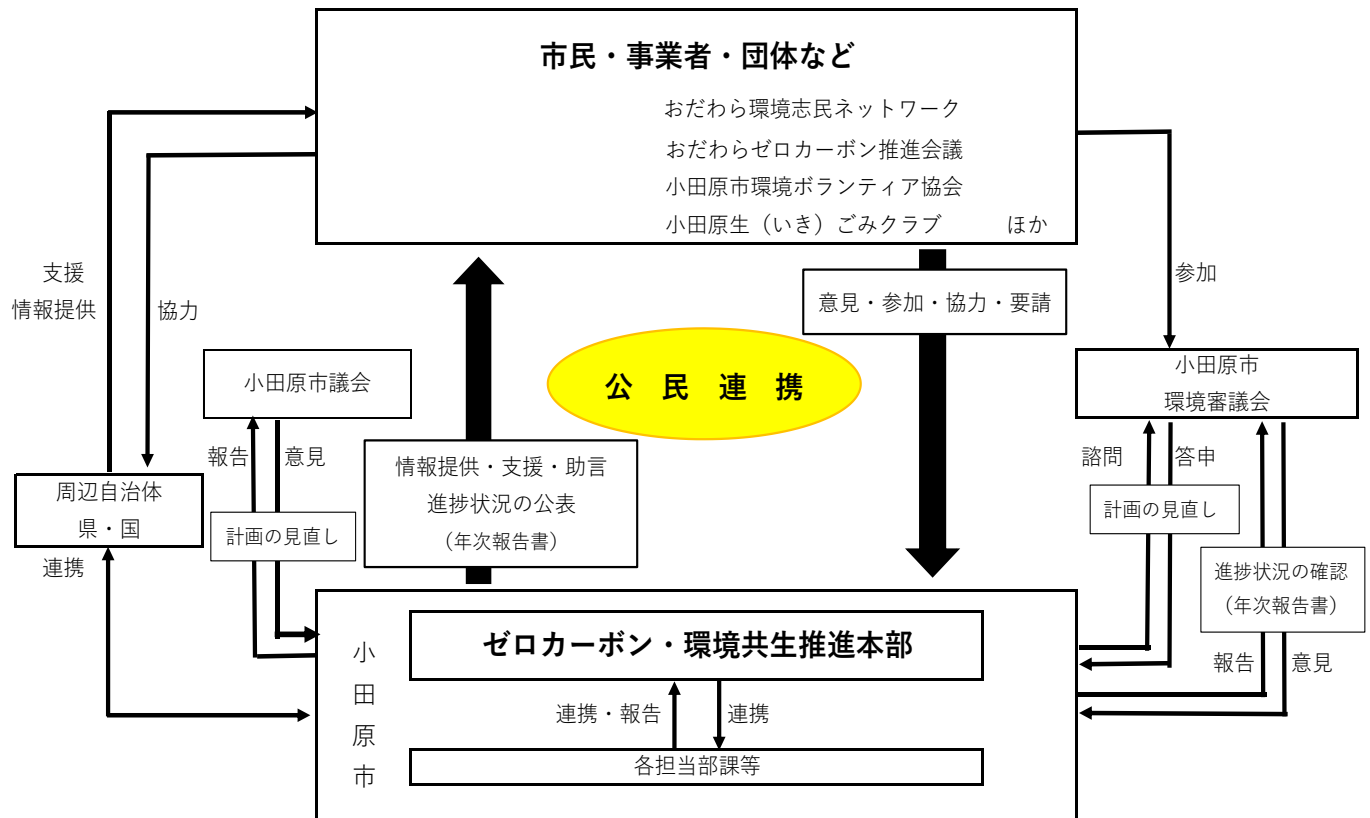 市民・事業者・団体など
おだわら環境志民ネットワーク
おだわらゼロカーボン推進会議
小田原市環境ボランティア協会
小田原生（いき）ごみクラブ　　　ほか
支援
情報提供
協力
意見・参加・協力・要請
参加
公　民　連　携
小田原市議会
小田原市
環境審議会
報告
意見
情報提供・支援・助言
進捗状況の公表
（年次報告書）
諮問
答申
周辺自治体
県・国
計画の見直し
計画の見直し
連携
進捗状況の確認
（年次報告書）
報告
意見
小田原市
ゼロカーボン・環境共生推進本部
連携・報告
連携
各担当部課等